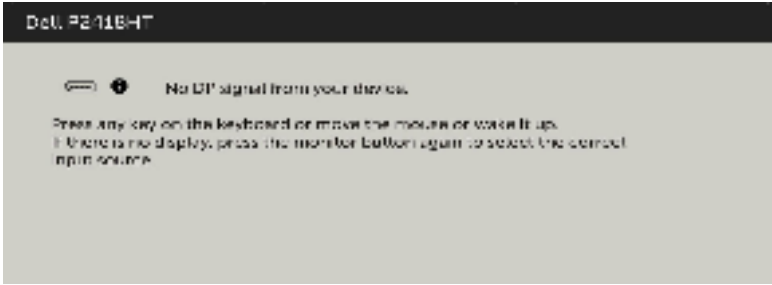 Dell P2418HT
No DP signal from your device.
Press any key on the keyboard or move the mouse or wake it up.
If there is no display, press the monitor button again to select the correct
input source.